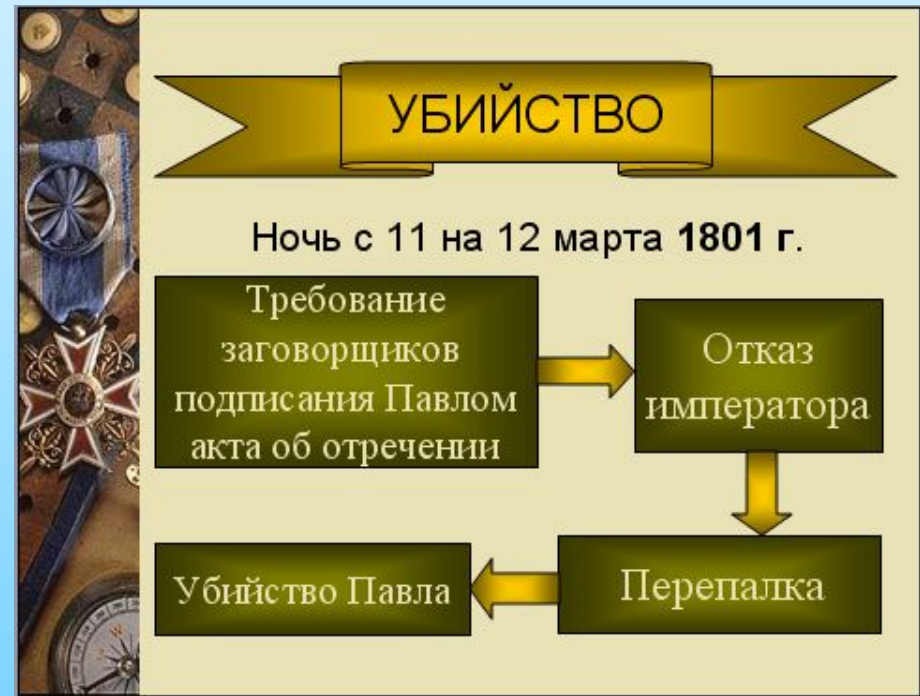 УБИЙСТВО
Ночь с 11 на 12 марта 1801 г.
Требование
заговорщиков
подписания Павлом
акта об отречении
Отказ
императора
Перепалка
Убийство Павла